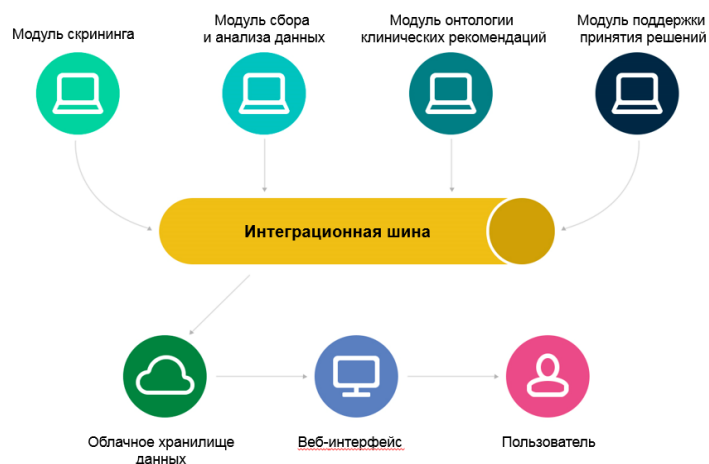 Модуль скрининга
Модуль сбора
и анализа данных
Модуль онтологии
клинических рекомендаций
Модуль поддержки
принятия решений
Интеграционная шина
Облачное хранилище
данных
Веб-интерфейс
Пользователь